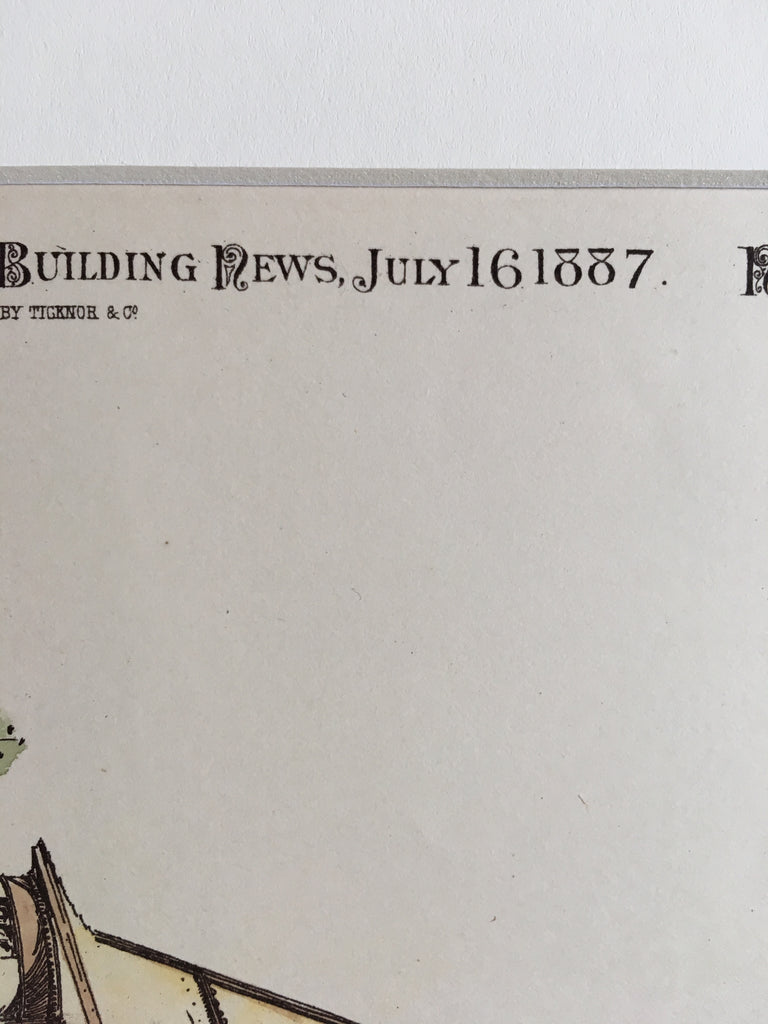 BUILDING NEWS, JULY 16 1887.
BY TICKNOR & CO